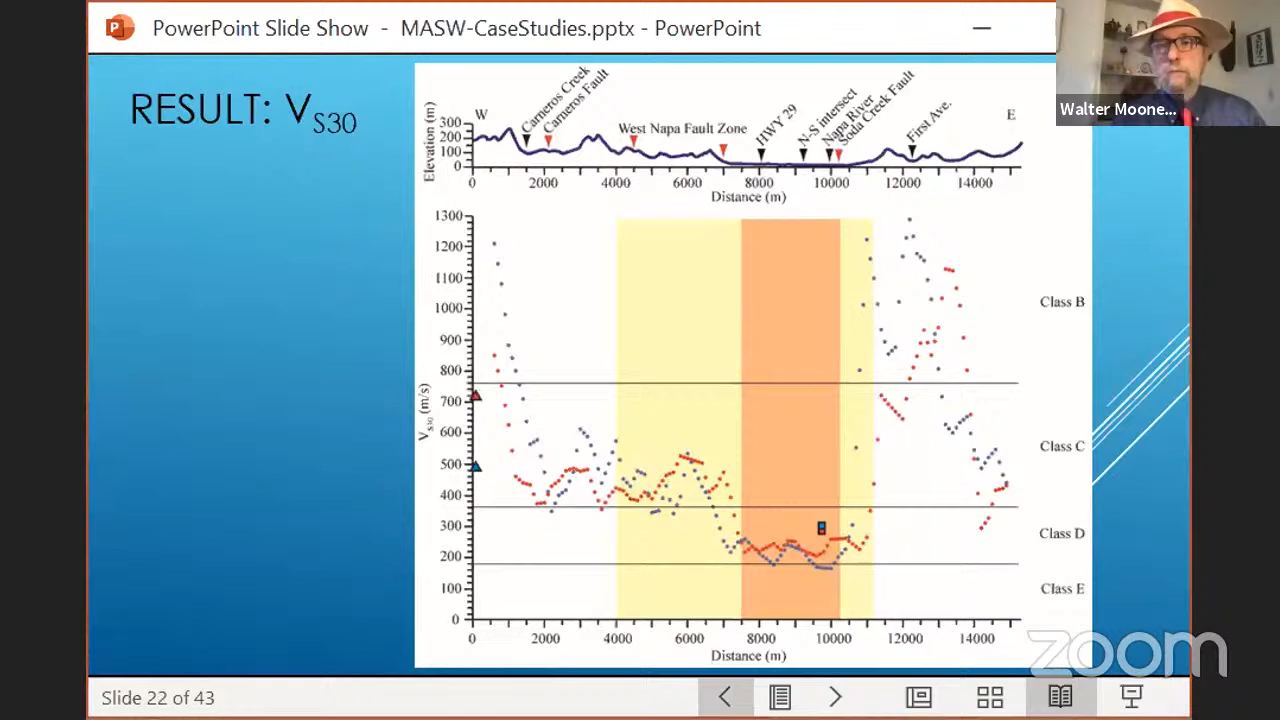 PowerPoint Slide Show - MASW-CaseStudies.pptx - PowerPoint
Walter Moone...
RESULT: VS30
W
Carneros Creek
Carneros Fault
West Napa Fault Zone
HWY 29
N-S intersect
Napa River
Soda Creek Fault
First Ave.
E
Elevation (m)
300
200
100
0
0 2000 4000 6000 8000 10000 12000 14000
Distance (m)
1300
1200
1100
1000
900
800
700
600
500
400
300
200
100
0
VS30 (m/s)
Class B
Class C
Class D
Class E
0 2000 4000 6000 8000 10000 12000 14000
Distance (m)
zoom
Slide 22 of 43